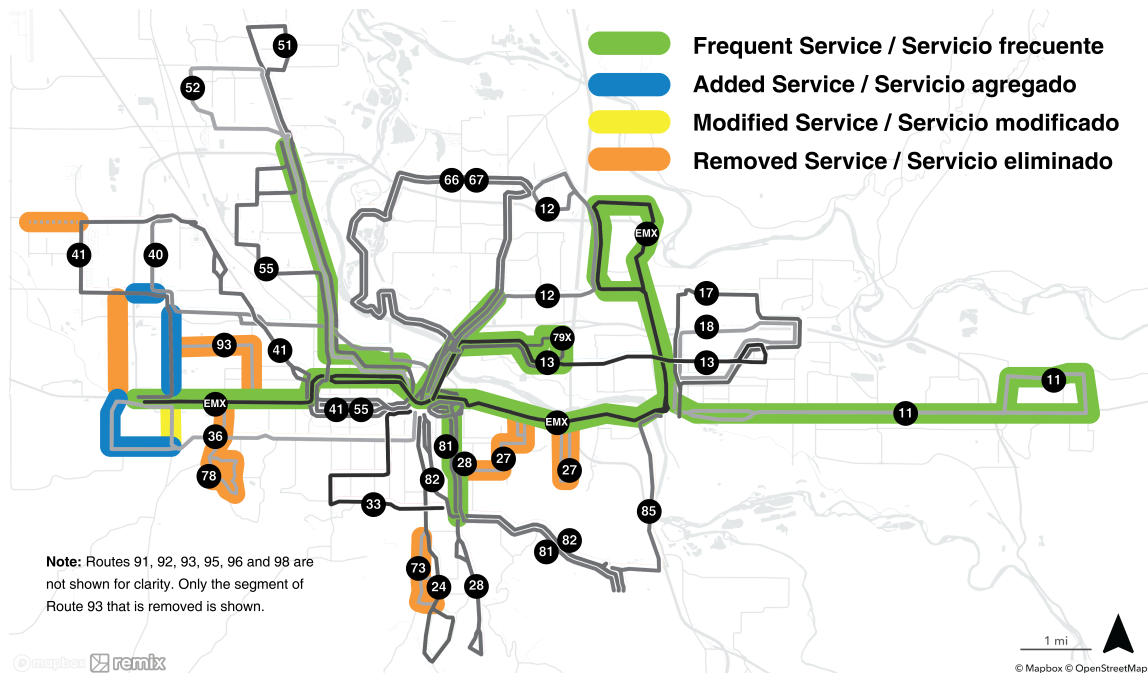 51
Frequent Service / Servicio frecuente
52
Added Service / Servicio agregado
Modified Service / Servicio modificado
Removed Service / Servicio eliminado
66 67
12
EMX
41
40
55
12
17
18
79X
93
41
13
13
11
EMX
41 55
11
EMX
36
81
28
27
27
78
82
33
85
82
81
73
24
28
Note: Routes 91, 92, 93, 95, 96 and 98 are
not shown for clarity. Only the segment of
Route 93 that is removed is shown.
1 mi
mapbox remix
© Mapbox © OpenStreetMap